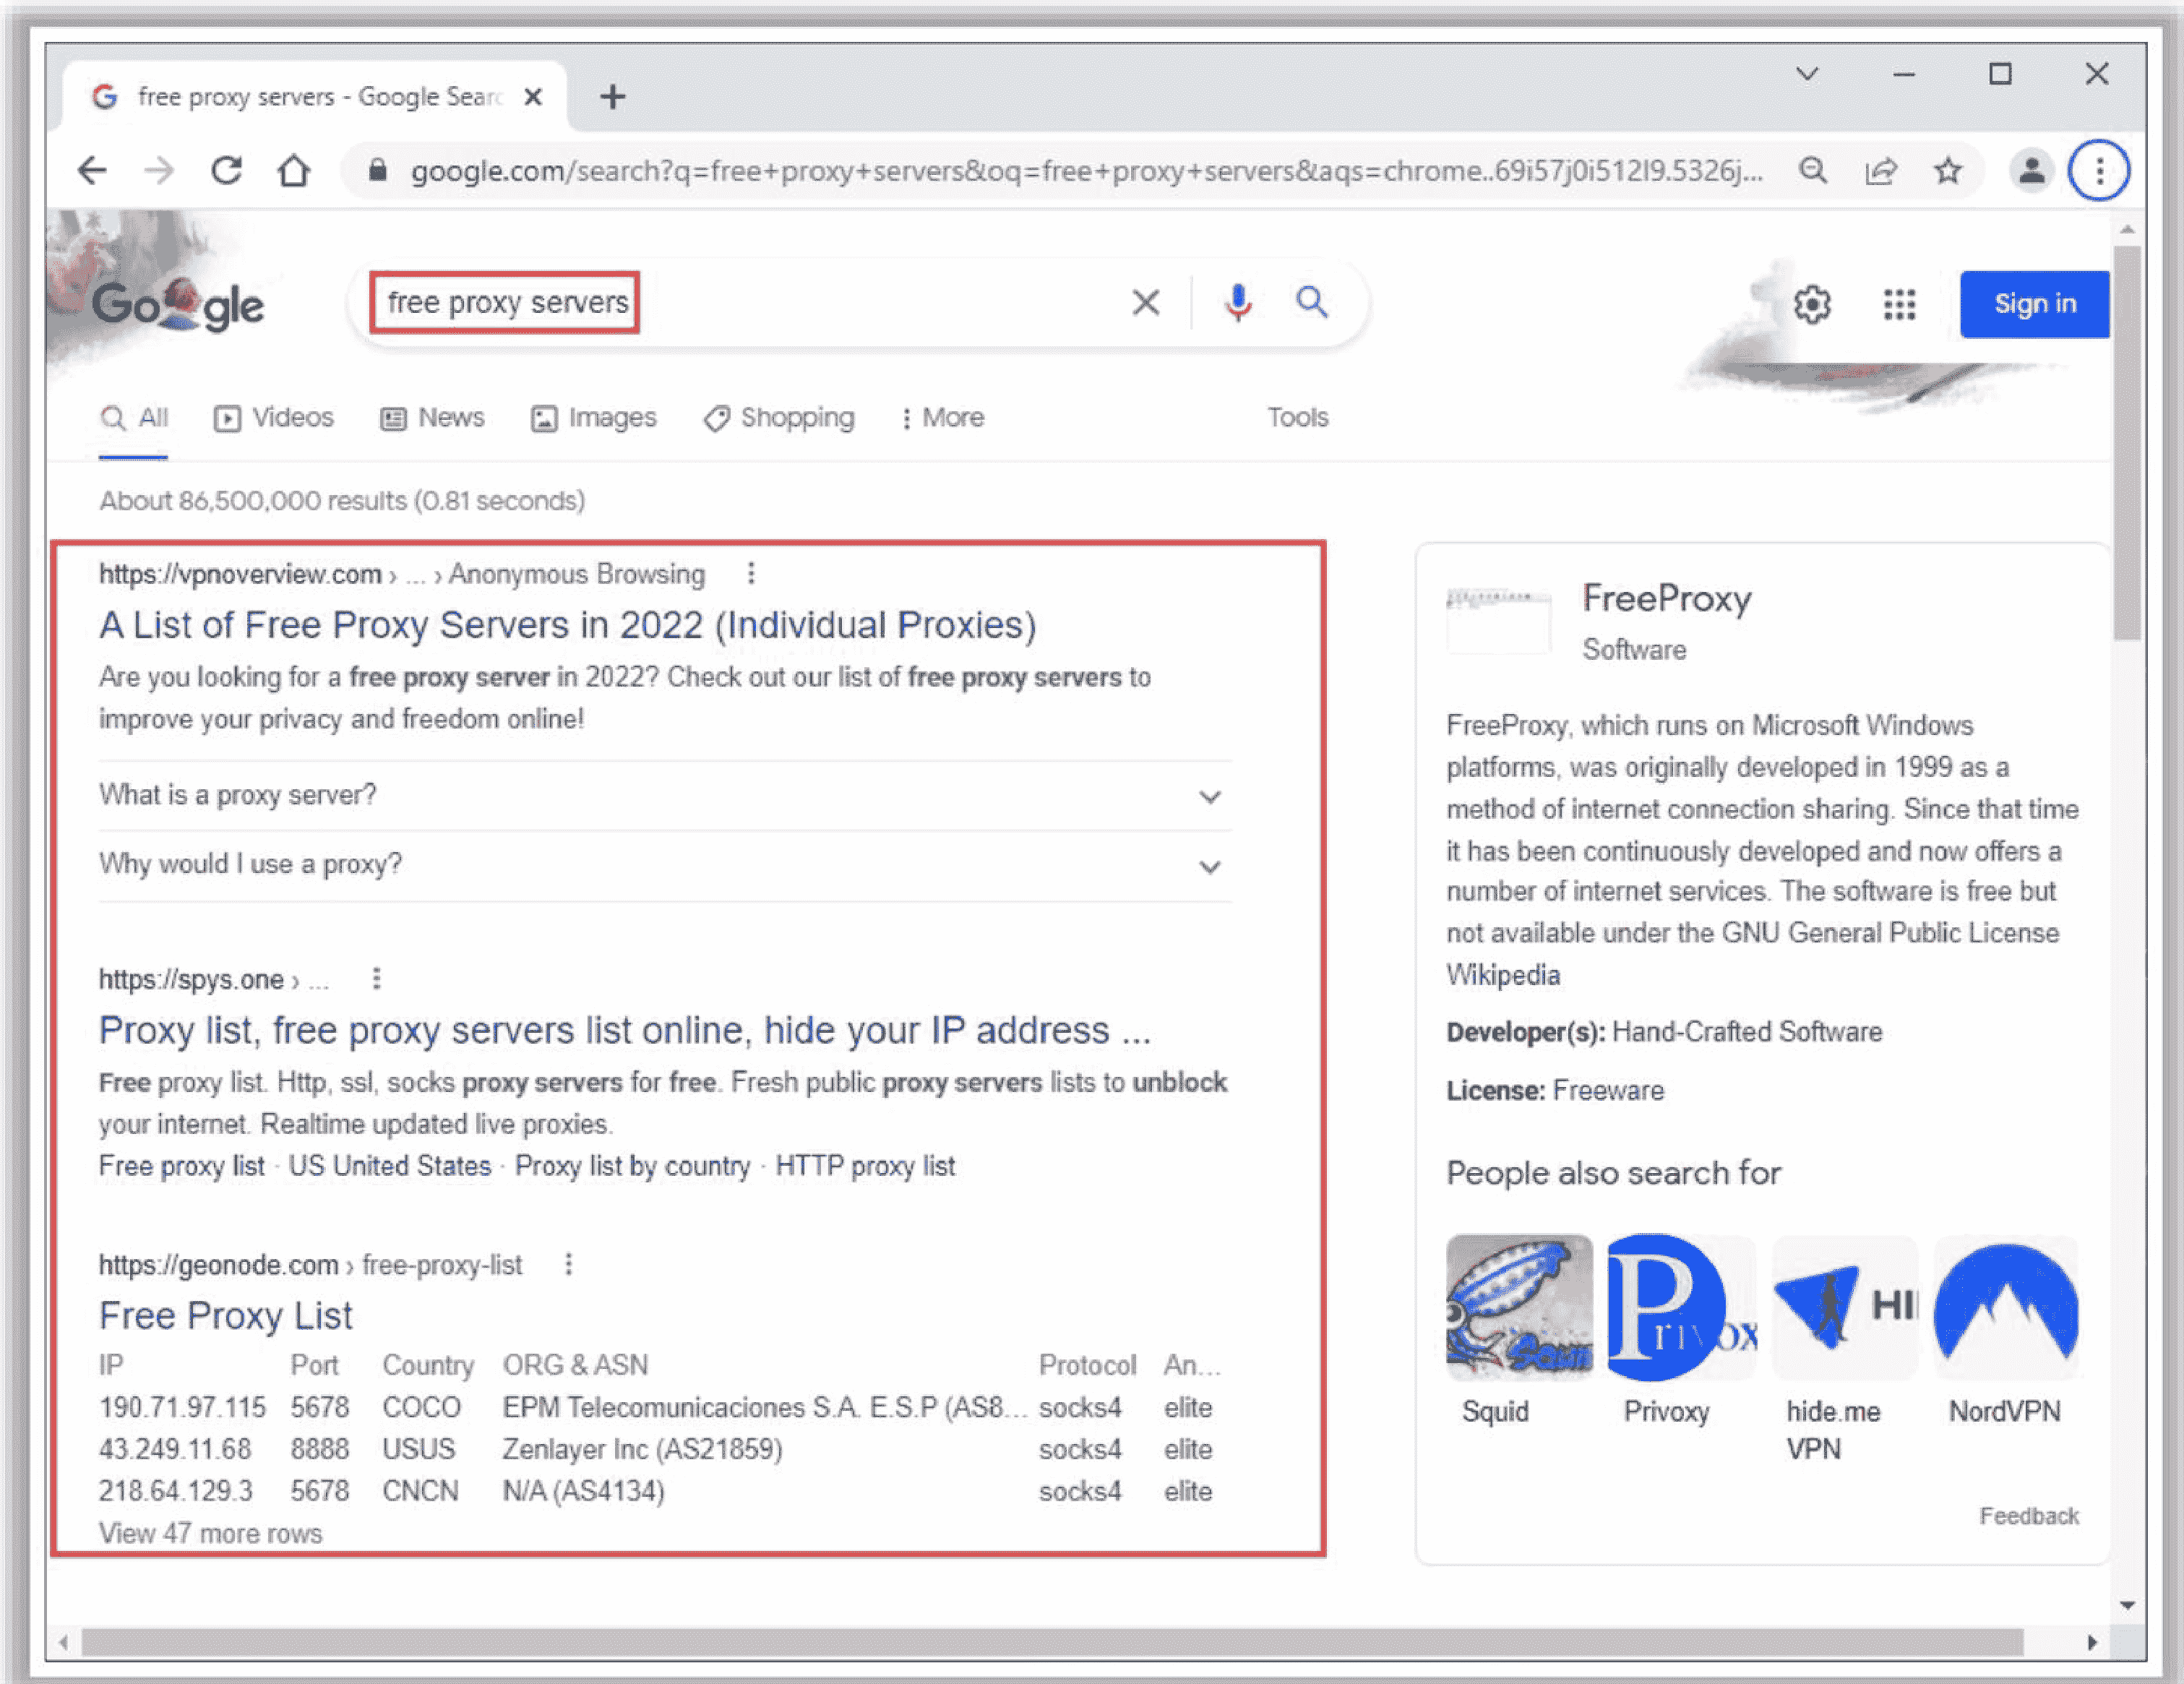 free proxy servers - Google Searc
google.com/search?q=free+proxy+servers&oq=free+proxy+servers&aqs=chrome..69i57j0i512l9.5326j...
Google
free proxy servers
Sign in
All
Videos
News
Images
Shopping
More
Tools
About 86,500,000 results (0.81 seconds)
https://vpnoverview.com › ... › Anonymous Browsing
A List of Free Proxy Servers in 2022 (Individual Proxies)
Are you looking for a free proxy server in 2022? Check out our list of free proxy servers to
improve your privacy and freedom online!
What is a proxy server?
Why would I use a proxy?
https://spys.one › ...
Proxy list, free proxy servers list online, hide your IP address ...
Free proxy list. Http, ssl, socks proxy servers for free. Fresh public proxy servers lists to unblock
your internet. Realtime updated live proxies.
Free proxy list · US United States · Proxy list by country · HTTP proxy list
https://geonode.com › free-proxy-list
Free Proxy List
IP Port Country ORG & ASN Protocol An...
190.71.97.115 5678 COCO EPM Telecomunicaciones S.A. E.S.P (AS8... socks4 elite
43.249.11.68 8888 USUS Zenlayer Inc (AS21859) socks4 elite
218.64.129.3 5678 CNCN N/A (AS4134) socks4 elite
View 47 more rows
FreeProxy
Software
FreeProxy, which runs on Microsoft Windows
platforms, was originally developed in 1999 as a
method of internet connection sharing. Since that time
it has been continuously developed and now offers a
number of internet services. The software is free but
not available under the GNU General Public License
Wikipedia
Developer(s): Hand-Crafted Software
License: Freeware
People also search for
Squid
Privox
HI
Squid
Privoxy
hide.me
VPN
NordVPN
Feedback